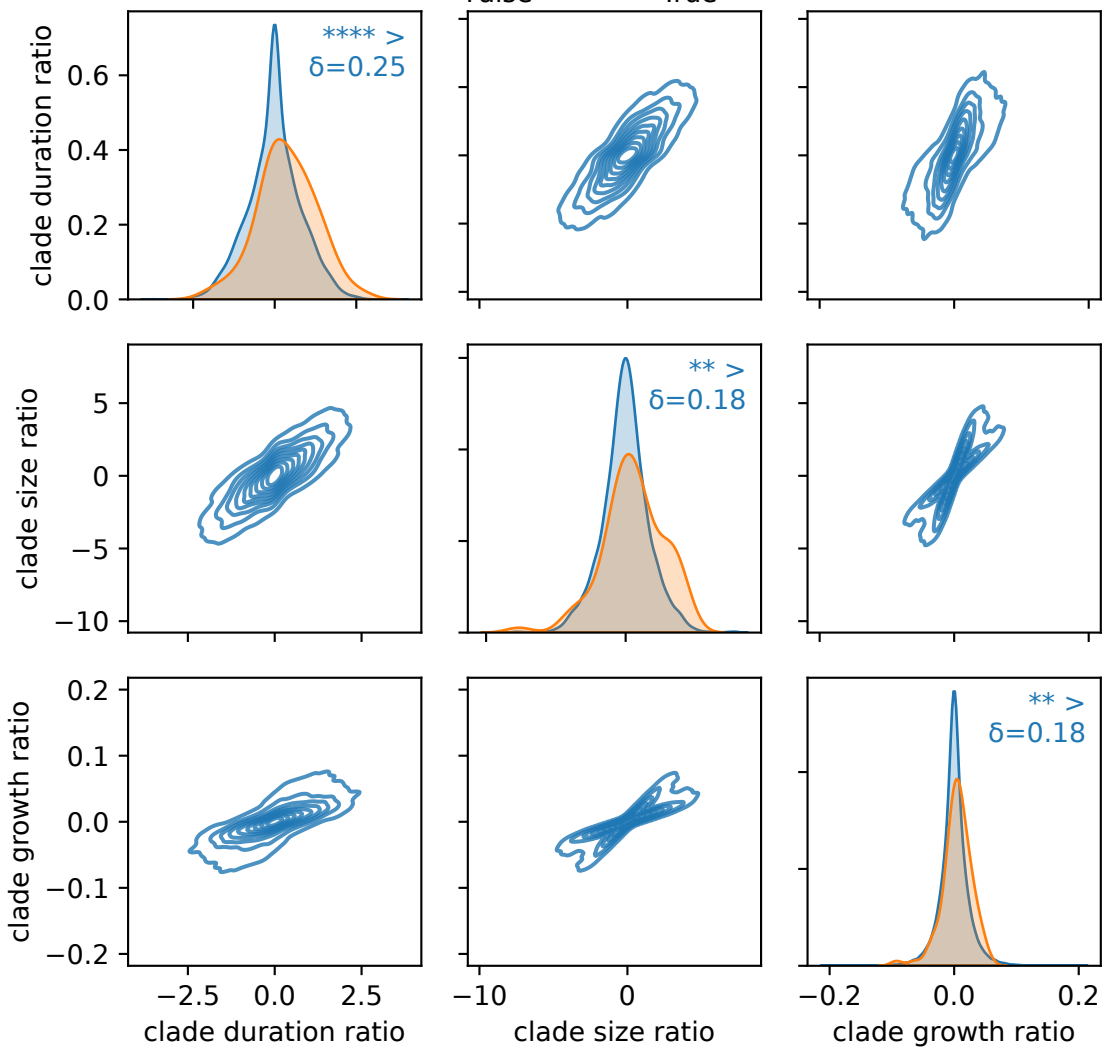 clade duration ratio
0.6
0.4
0.2
0.0
**** >
δ=0.25
clade size ratio
5
0
−5
−10
** >
δ=0.18
clade growth ratio
0.2
0.1
0.0
−0.1
−0.2
** >
δ=0.18
−2.5 0.0 2.5
−10 0
−0.2 0.0 0.2
clade duration ratio
clade size ratio
clade growth ratio